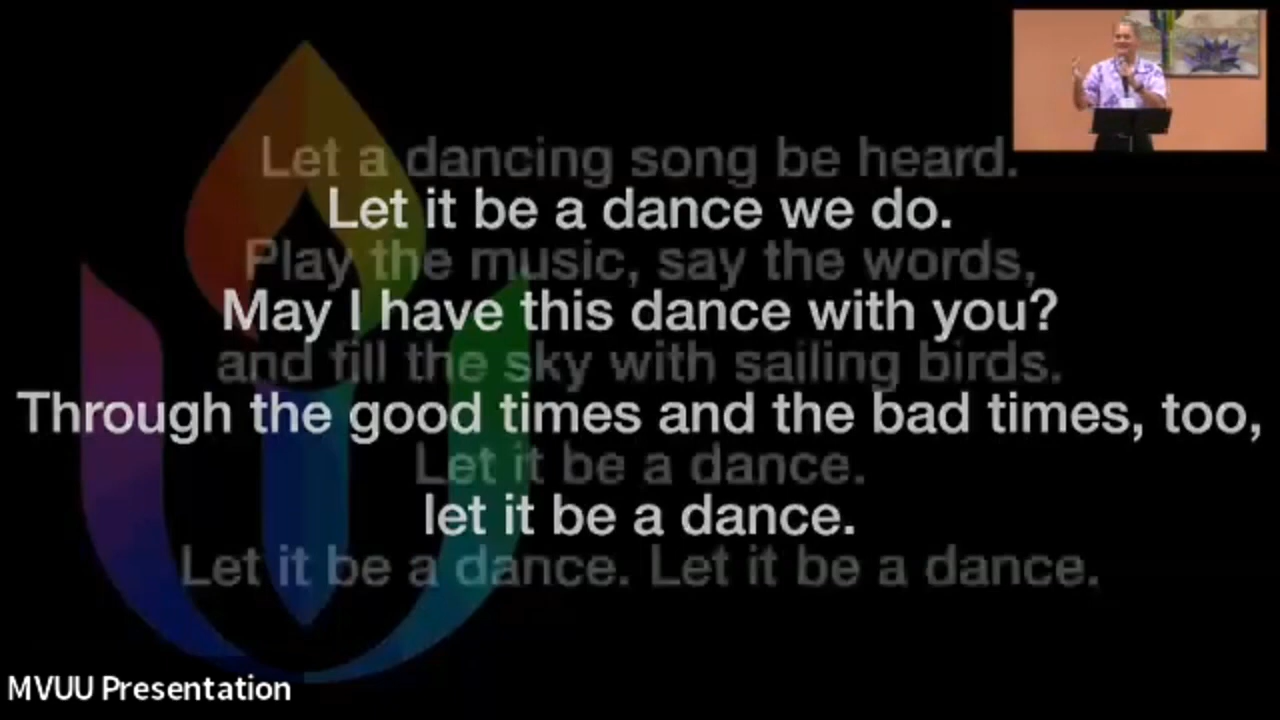 Let a dancing song be heard.
Let it be a dance we do.
Play the music, say the words,
May I have this dance with you?
and fill the sky with sailing birds.
Through the good times and the bad times, too,
Let it be a dance.
let it be a dance.
Let it be a dance. Let it be a dance.
MVUU Presentation